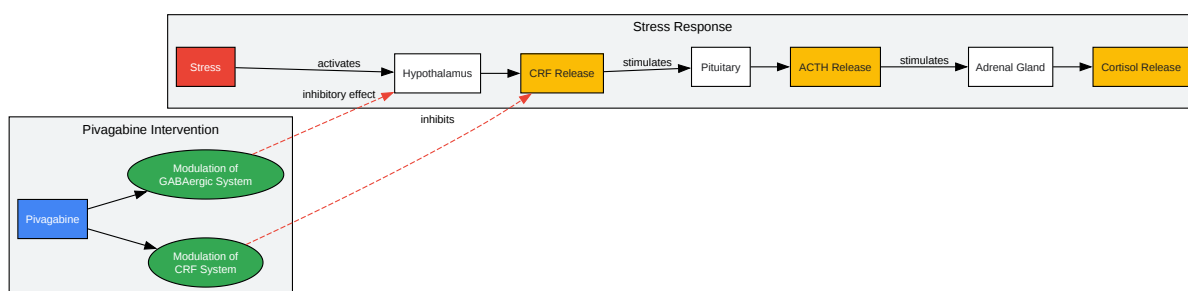 Stress Response
Stress
activates
Hypothalamus
CRF Release
stimulates
Pituitary
ACTH Release
stimulates
Adrenal Gland
Cortisol Release
inhibitory effect
inhibits
Pivagabine Intervention
Modulation of
GABAergic System
Pivagabine
Modulation of
CRF System